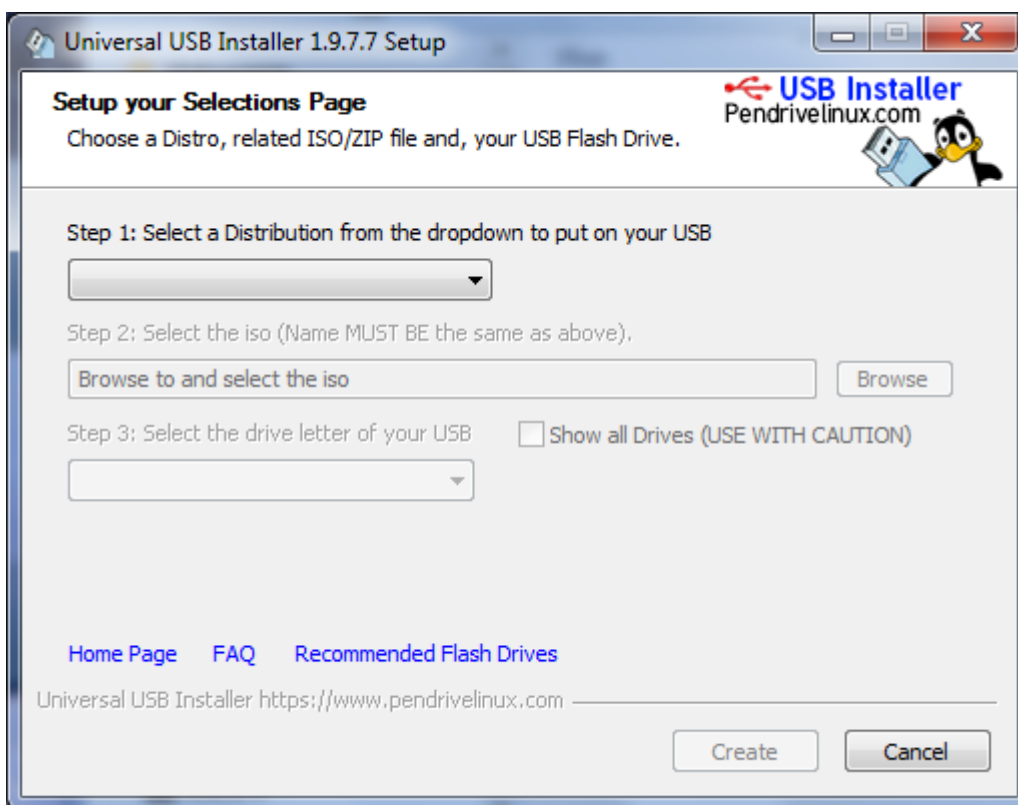 Universal USB Installer 1.9.7.7 Setup
Setup your Selections Page
Choose a Distro, related ISO/ZIP file and, your USB Flash Drive.
USB Installer
Pendrivelinux.com
Step 1: Select a Distribution from the dropdown to put on your USB
Step 2: Select the iso (Name MUST BE the same as above).
Browse to and select the iso
Browse
Step 3: Select the drive letter of your USB
Show all Drives (USE WITH CAUTION)
Home Page FAQ Recommended Flash Drives
Universal USB Installer https://www.pendrivelinux.com
Create Cancel